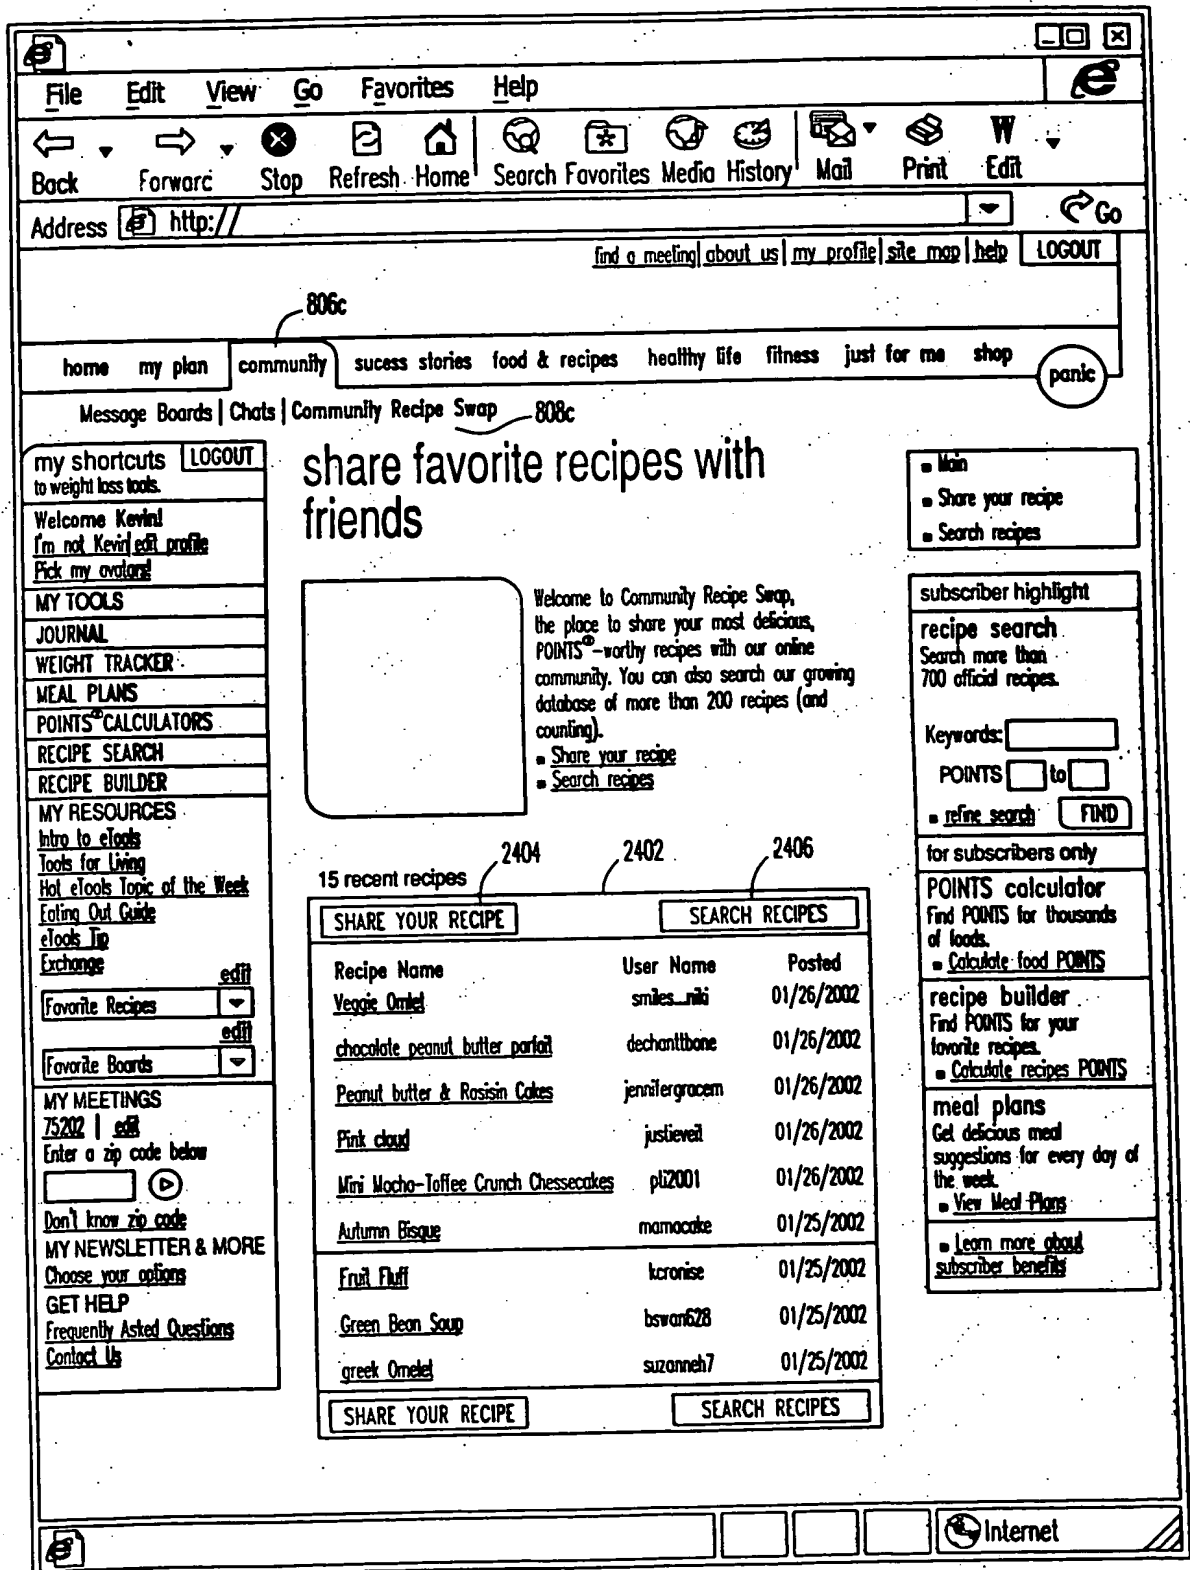 File Edit View Go Favorites Help
Back Forward Stop Refresh Home Search Favorites Media History Mail Print Edit
Address http:// Go
find a meeting | about us | my profile | site map | help LOGOUT
806c
home my plan community sucess stories food & recipes healthy life fitness just for me shop panic
Message Boards | Chats | Community Recipe Swap 808c
my shortcuts LOGOUT
to weight loss tools.
Welcome Kevin!
I'm not Kevin| edit profile
Pick my avatars!
MY TOOLS
JOURNAL
WEIGHT TRACKER
MEAL PLANS
POINTS® CALCULATORS
RECIPE SEARCH
RECIPE BUILDER
MY RESOURCES
Intro to eTools
Tools for Living
Hot eTools Topic of the Week
Eating Out Guide
eTools Tip
Exchange
edit
Favorite Recipes
edit
Favorite Boards
MY MEETINGS
75202 | edit
Enter a zip code below
Don't know zip code
MY NEWSLETTER & MORE
Choose your options
GET HELP
Frequently Asked Questions
Contact Us
share favorite recipes with
friends
Welcome to Community Recipe Swap,
the place to share your most delicious,
POINTS®-worthy recipes with our online
community. You can also search our growing
database of more than 200 recipes (and
counting).
Share your recipe
Search recipes
2404 2402 2406
15 recent recipes
SHARE YOUR RECIPE SEARCH RECIPES
Recipe Name User Name Posted
Veggie Omlet smiles_niki 01/26/2002
chocolate peanut butter parfait dechanttbone 01/26/2002
Peanut butter & Rasisin Cakes jennifergracem 01/26/2002
Pink cloud justieveil 01/26/2002
Mini Mocha-Toffee Crunch Chessecakes pli2001 01/26/2002
Autumn Bisque mamacake 01/25/2002
Fruit Fluff kcronise 01/25/2002
Green Bean Soup bswan628 01/25/2002
greek Omelet suzanneh7 01/25/2002
SHARE YOUR RECIPE SEARCH RECIPES
Main
Share your recipe
Search recipes
subscriber highlight
recipe search
Search more than
700 official recipes.
Keywords:
POINTS to
refine search FIND
for subscribers only
POINTS calculator
Find POINTS for thousands
of foods.
Calculate food POINTS
recipe builder
Find POINTS for your
favorite recipes.
Calculate recipes POINTS
meal plans
Get delicious meal
suggestions for every day of
the week.
View Meal Plans
Learn more about
subscriber benefits
Internet